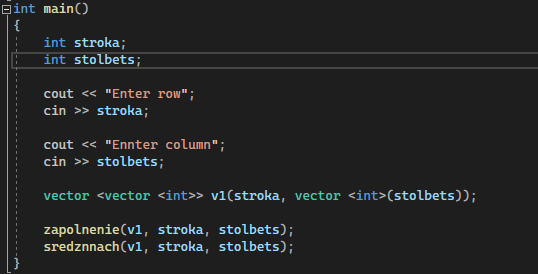 int main()
{
int stroka;
int stolbets;
cout << "Enter row";
cin >> stroka;
cout << "Ennter column";
cin >> stolbets;
vector <vector <int>> v1(stroka, vector <int>(stolbets));
zapolnenie(v1, stroka, stolbets);
sredznnach(v1, stroka, stolbets);
}